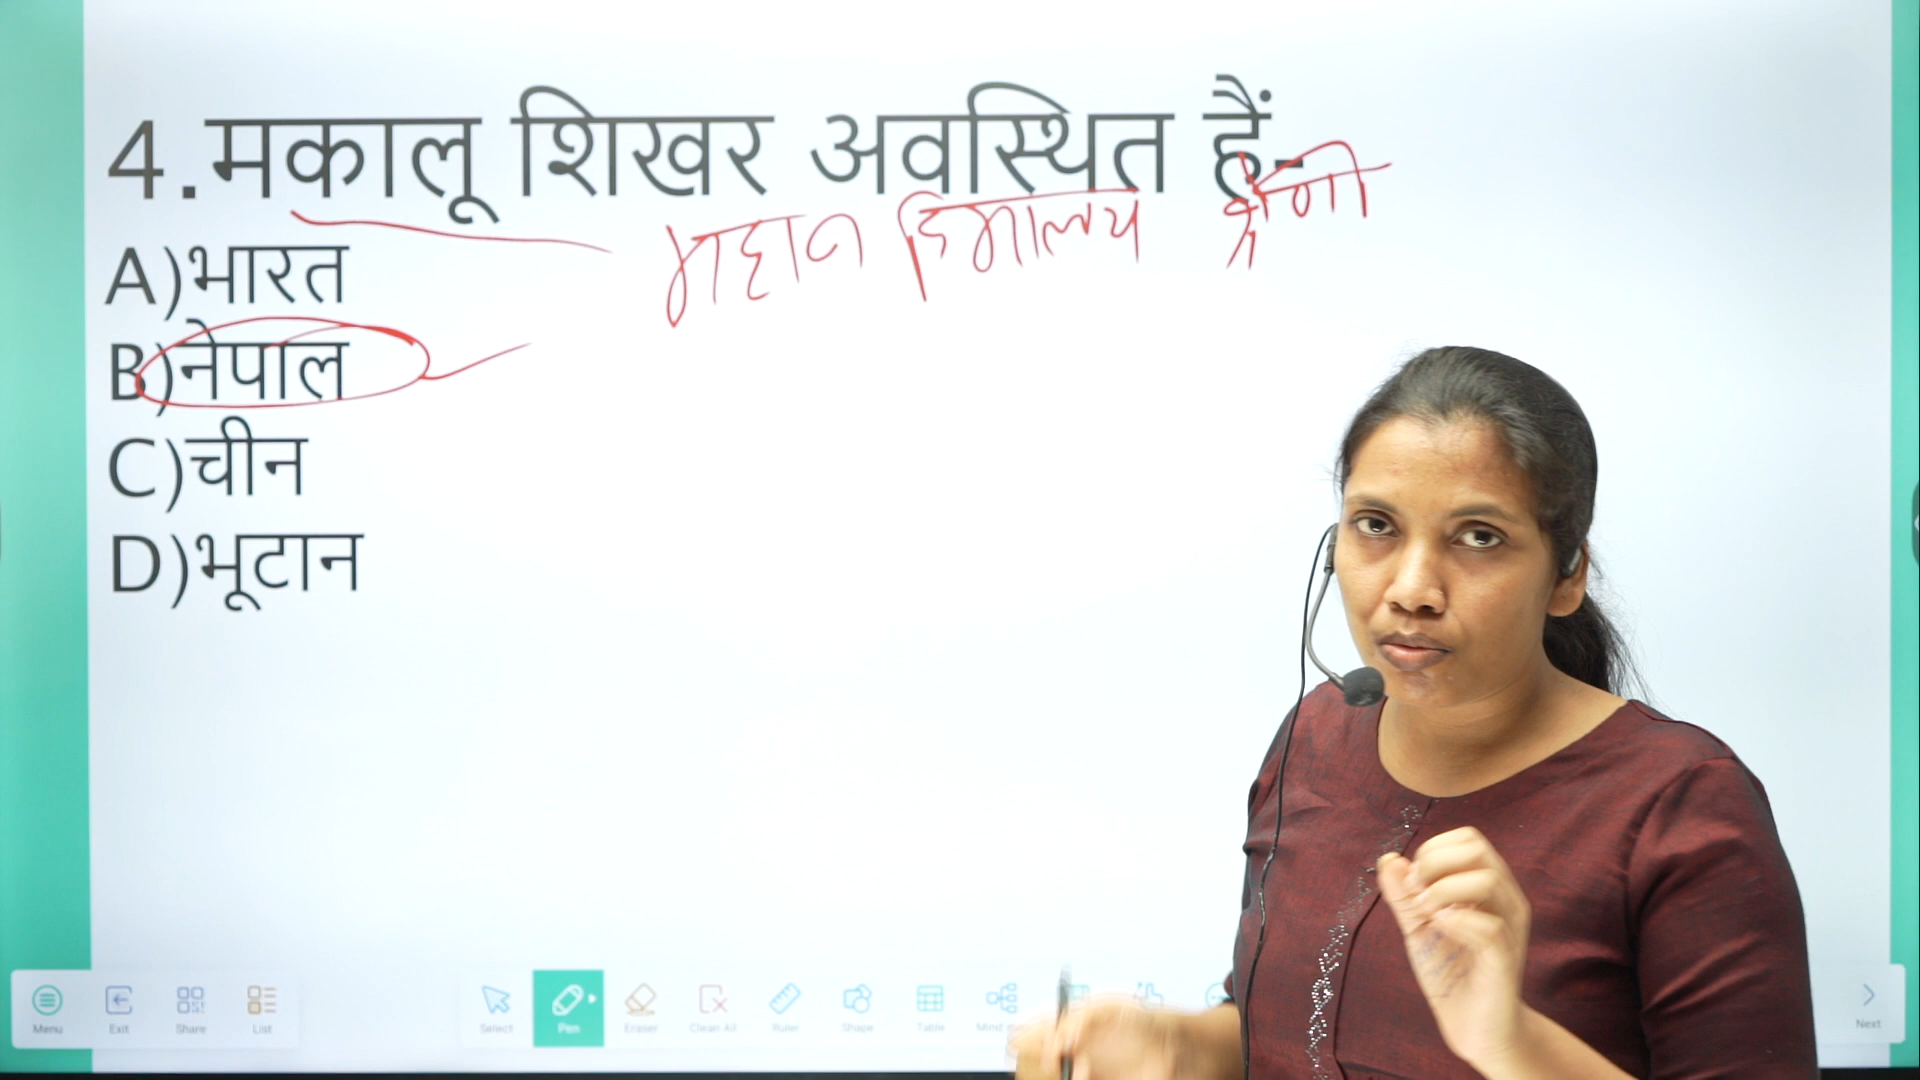 4.मकालू शिखर अवस्थित हैं-
महान हिमालय श्रेणी
A)भारत
B)नेपाल
C)चीन
D)भूटान
Menu Exit Share List Select Pen Eraser Clean All Ruler Shape Table Mind Next